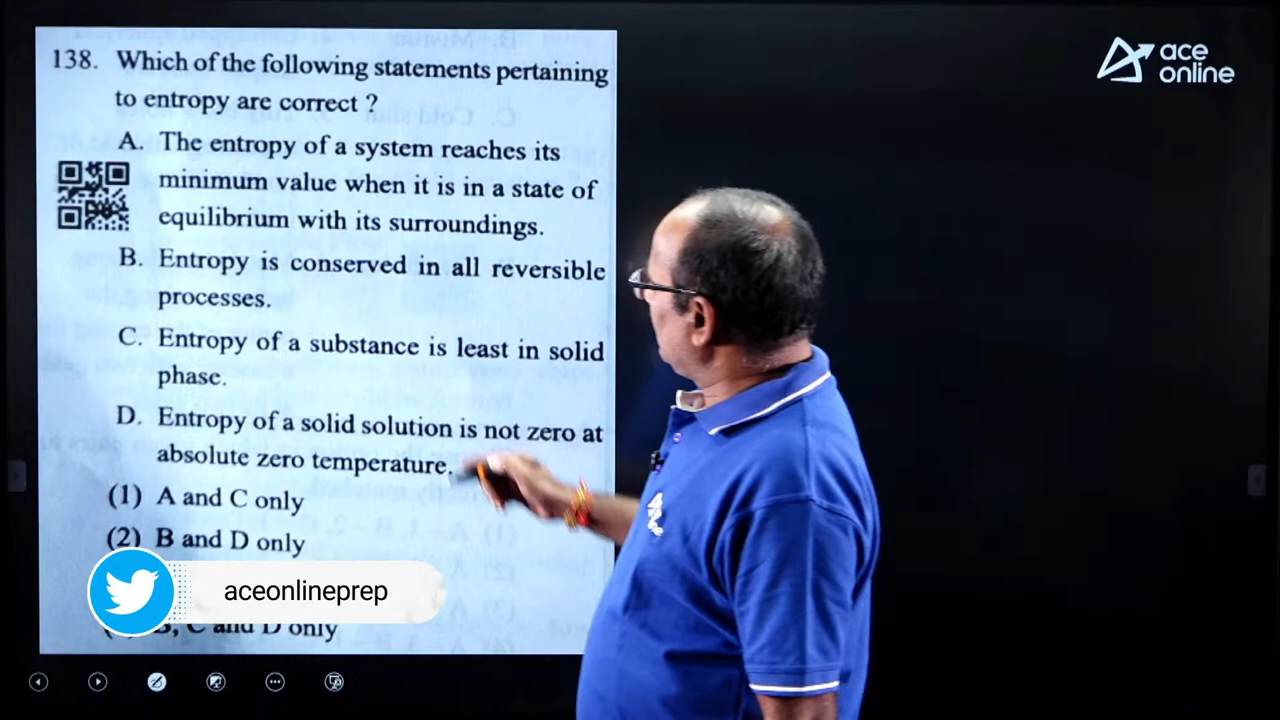 138. Which of the following statements pertaining
to entropy are correct ?
A. The entropy of a system reaches its
minimum value when it is in a state of
equilibrium with its surroundings.
B. Entropy is conserved in all reversible
processes.
C. Entropy of a substance is least in solid
phase.
D. Entropy of a solid solution is not zero at
absolute zero temperature.
(1) A and C only
(2) B and D only
aceonlineprep
B, C and D only
ace
online